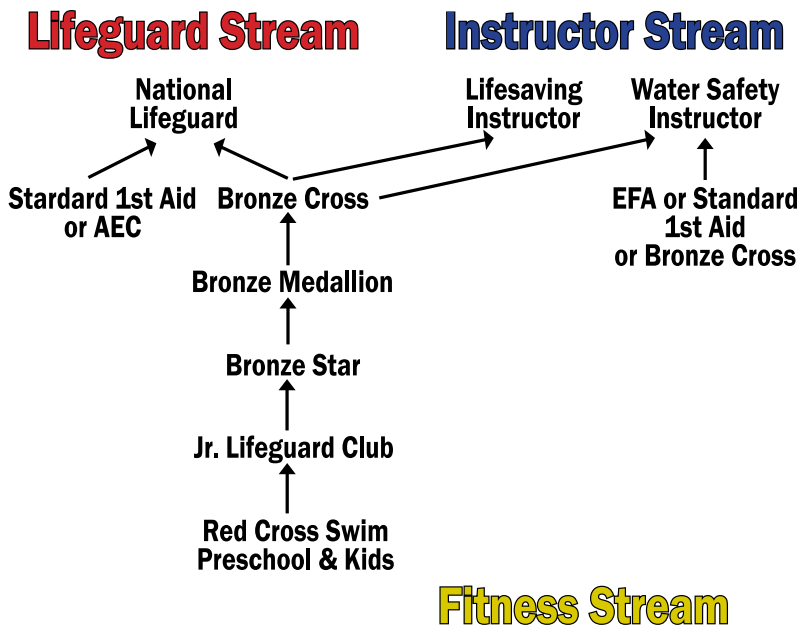 Lifeguard Stream
Instructor Stream
National
Lifeguard
Lifesaving
Instructor
Water Safety
Instructor
Stardard 1st Aid
or AEC
Bronze Cross
EFA or Standard
1st Aid
or Bronze Cross
Bronze Medallion
Bronze Star
Jr. Lifeguard Club
Red Cross Swim
Preschool & Kids
Fitness Stream